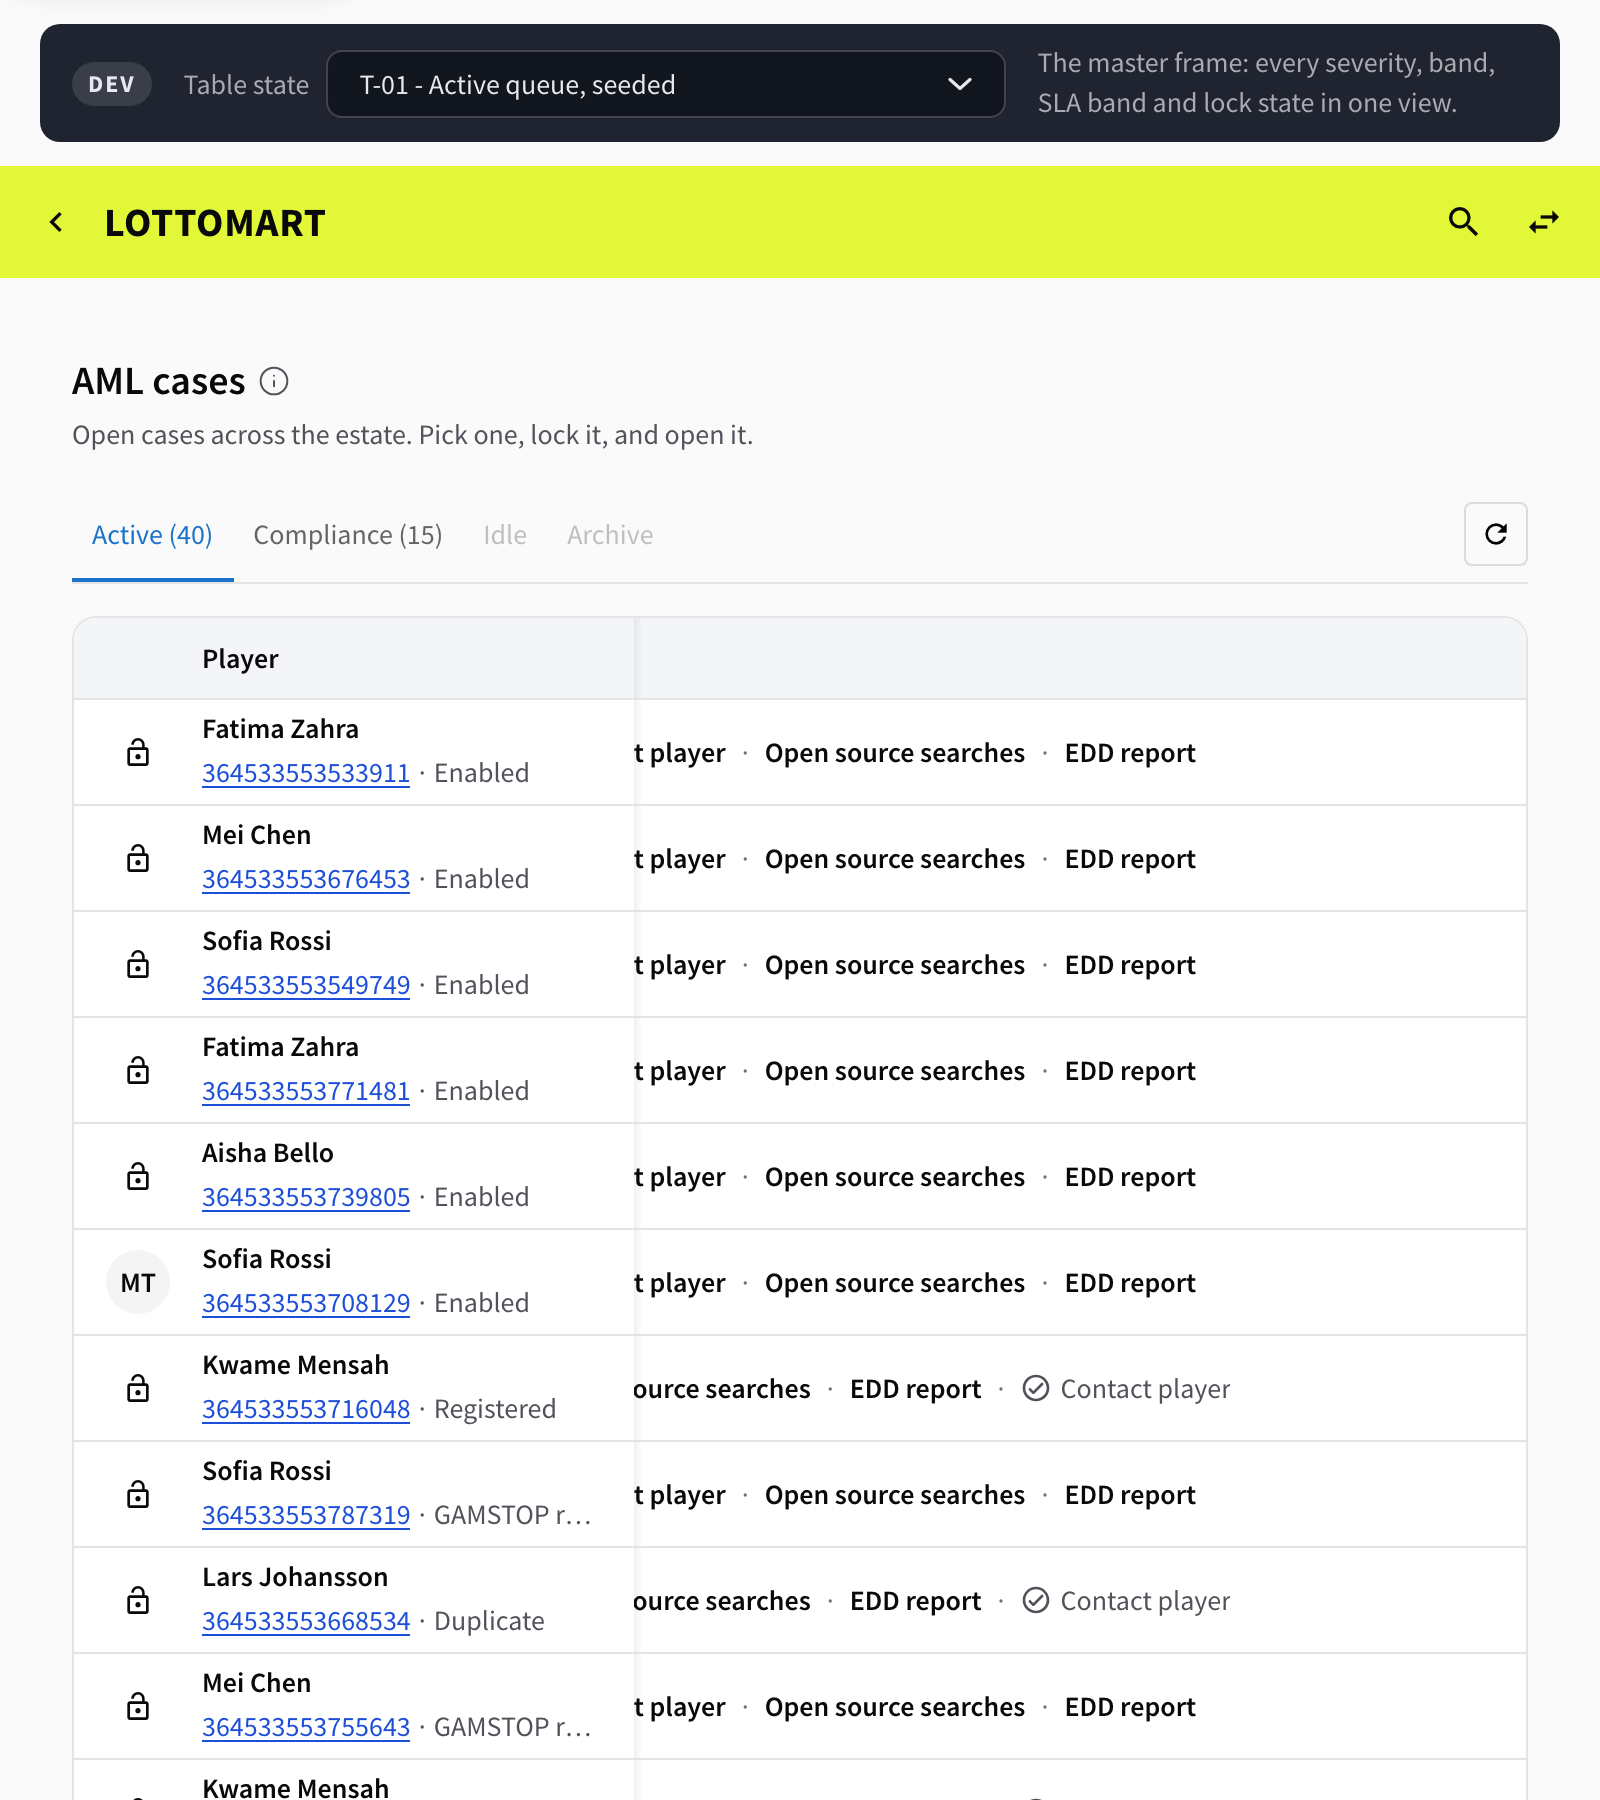 DEV
Table state
T-01 - Active queue, seeded
The master frame: every severity, band,
SLA band and lock state in one view.
LOTTOMART
AML cases
Open cases across the estate. Pick one, lock it, and open it.
Active (40)
Compliance (15)
Idle
Archive
Player
Fatima Zahra
364533553533911 · Enabled
t player · Open source searches · EDD report
Mei Chen
364533553676453 · Enabled
t player · Open source searches · EDD report
Sofia Rossi
364533553549749 · Enabled
t player · Open source searches · EDD report
Fatima Zahra
364533553771481 · Enabled
t player · Open source searches · EDD report
Aisha Bello
364533553739805 · Enabled
t player · Open source searches · EDD report
MT
Sofia Rossi
364533553708129 · Enabled
t player · Open source searches · EDD report
Kwame Mensah
364533553716048 · Registered
ource searches · EDD report · Contact player
Sofia Rossi
364533553787319 · GAMSTOP r…
t player · Open source searches · EDD report
Lars Johansson
364533553668534 · Duplicate
ource searches · EDD report · Contact player
Mei Chen
364533553755643 · GAMSTOP r…
t player · Open source searches · EDD report
Kwame Mensah